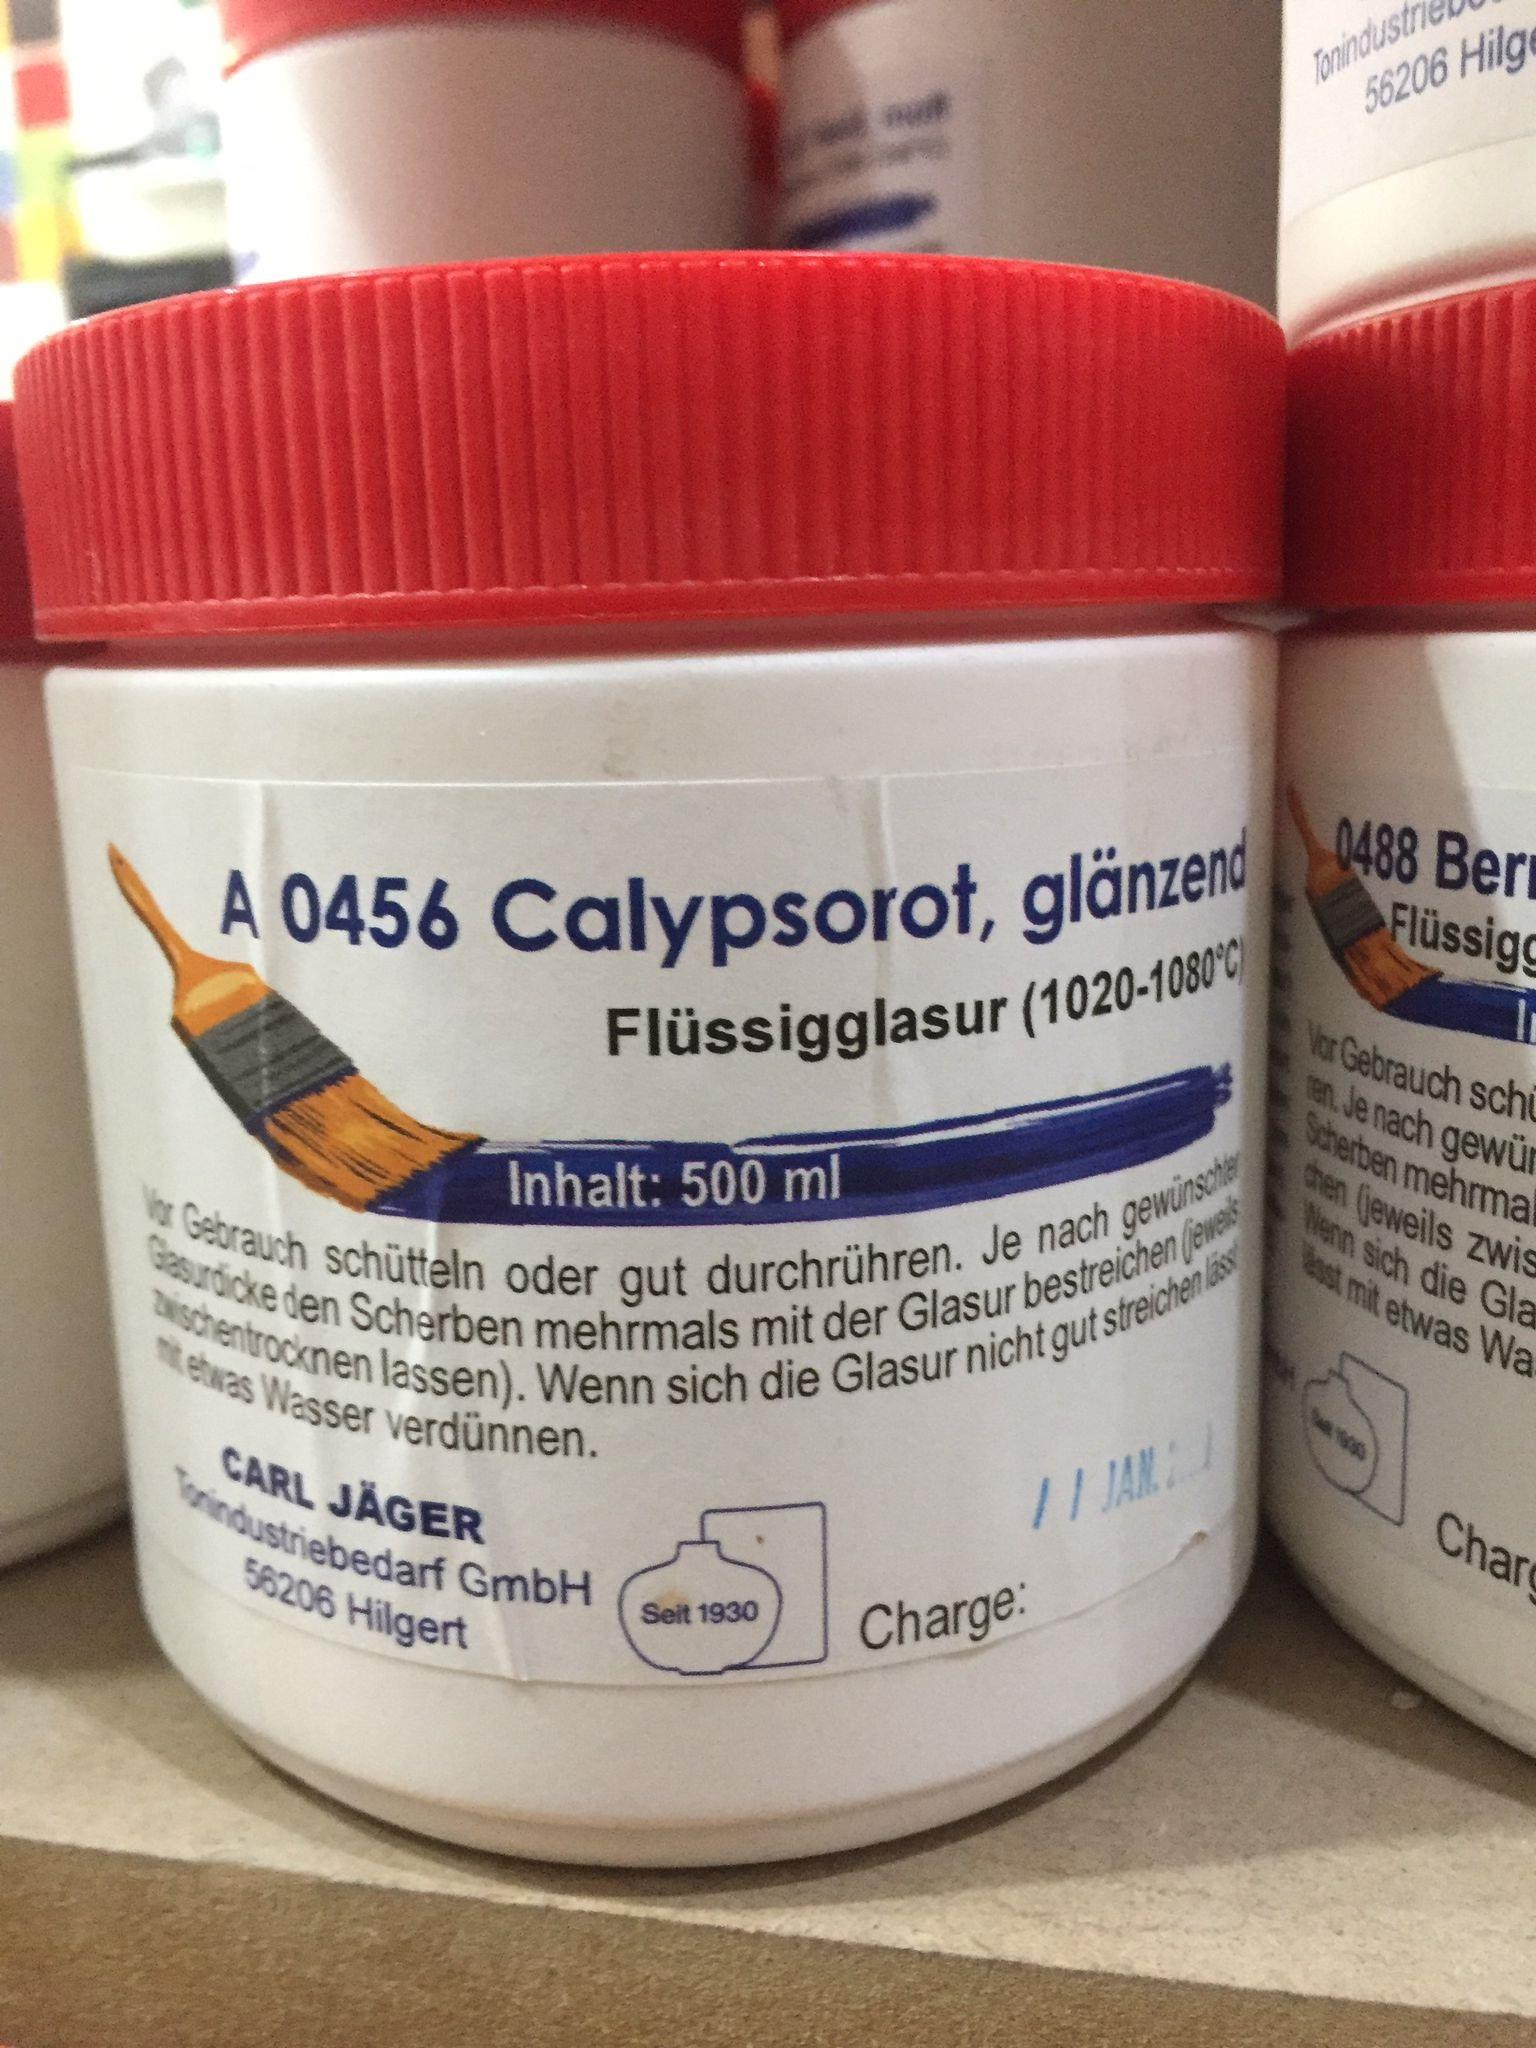 Tonindustriebe
56206 Hilge
A 0456 Calypsorot, glänzend
Flüssigglasur (1020-1080°C)
Inhalt: 500 ml
Vor Gebrauch schütteln oder gut durchrühren. Je nach gewünschter
Glasurdicke den Scherben mehrmals mit der Glasur bestreichen (jeweils
zwischentrocknen lassen). Wenn sich die Glasur nicht gut streichen lässt
mit etwas Wasser verdünnen.
CARL JÄGER
Tonindustriebedarf GmbH
56206 Hilgert
Seit 1930
Charge:
11 JAN.
0488 Bern
Flüssigg
Vor Gebrauch schü
ren. Je nach gewün
Scherben mehrmal
chen (jeweils zwis
Wenn sich die Gla
lässt mit etwas Wa
Seit 1930
Charg